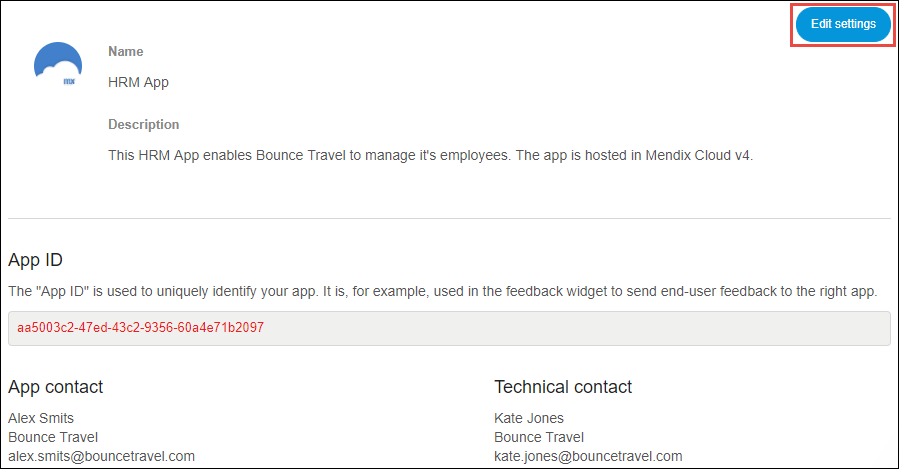 Edit settings
Name
mx
HRM App
Description
This HRM App enables Bounce Travel to manage it's employees. The app is hosted in Mendix Cloud v4.
App ID
The "App ID" is used to uniquely identify your app. It is, for example, used in the feedback widget to send end-user feedback to the right app.
aa5003c2-47ed-43c2-9356-60a4e71b2097
App contact
Alex Smits
Bounce Travel
alex.smits@bouncetravel.com
Technical contact
Kate Jones
Bounce Travel
kate.jones@bouncetravel.com